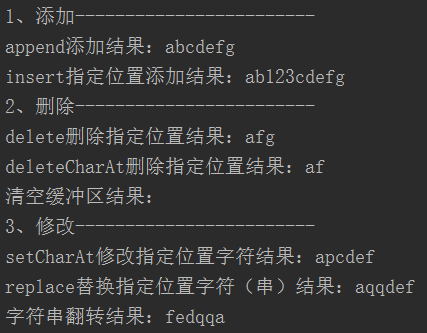 1、添加------------------------
append添加结果：abcdefg
insert指定位置添加结果：ab123cdefg
2、删除------------------------
delete删除指定位置结果：afg
deleteCharAt删除指定位置结果：af
清空缓冲区结果：
3、修改------------------------
setCharAt修改指定位置字符结果：apcdef
replace替换指定位置字符（串）结果：aqqdef
字符串翻转结果：fedqqa